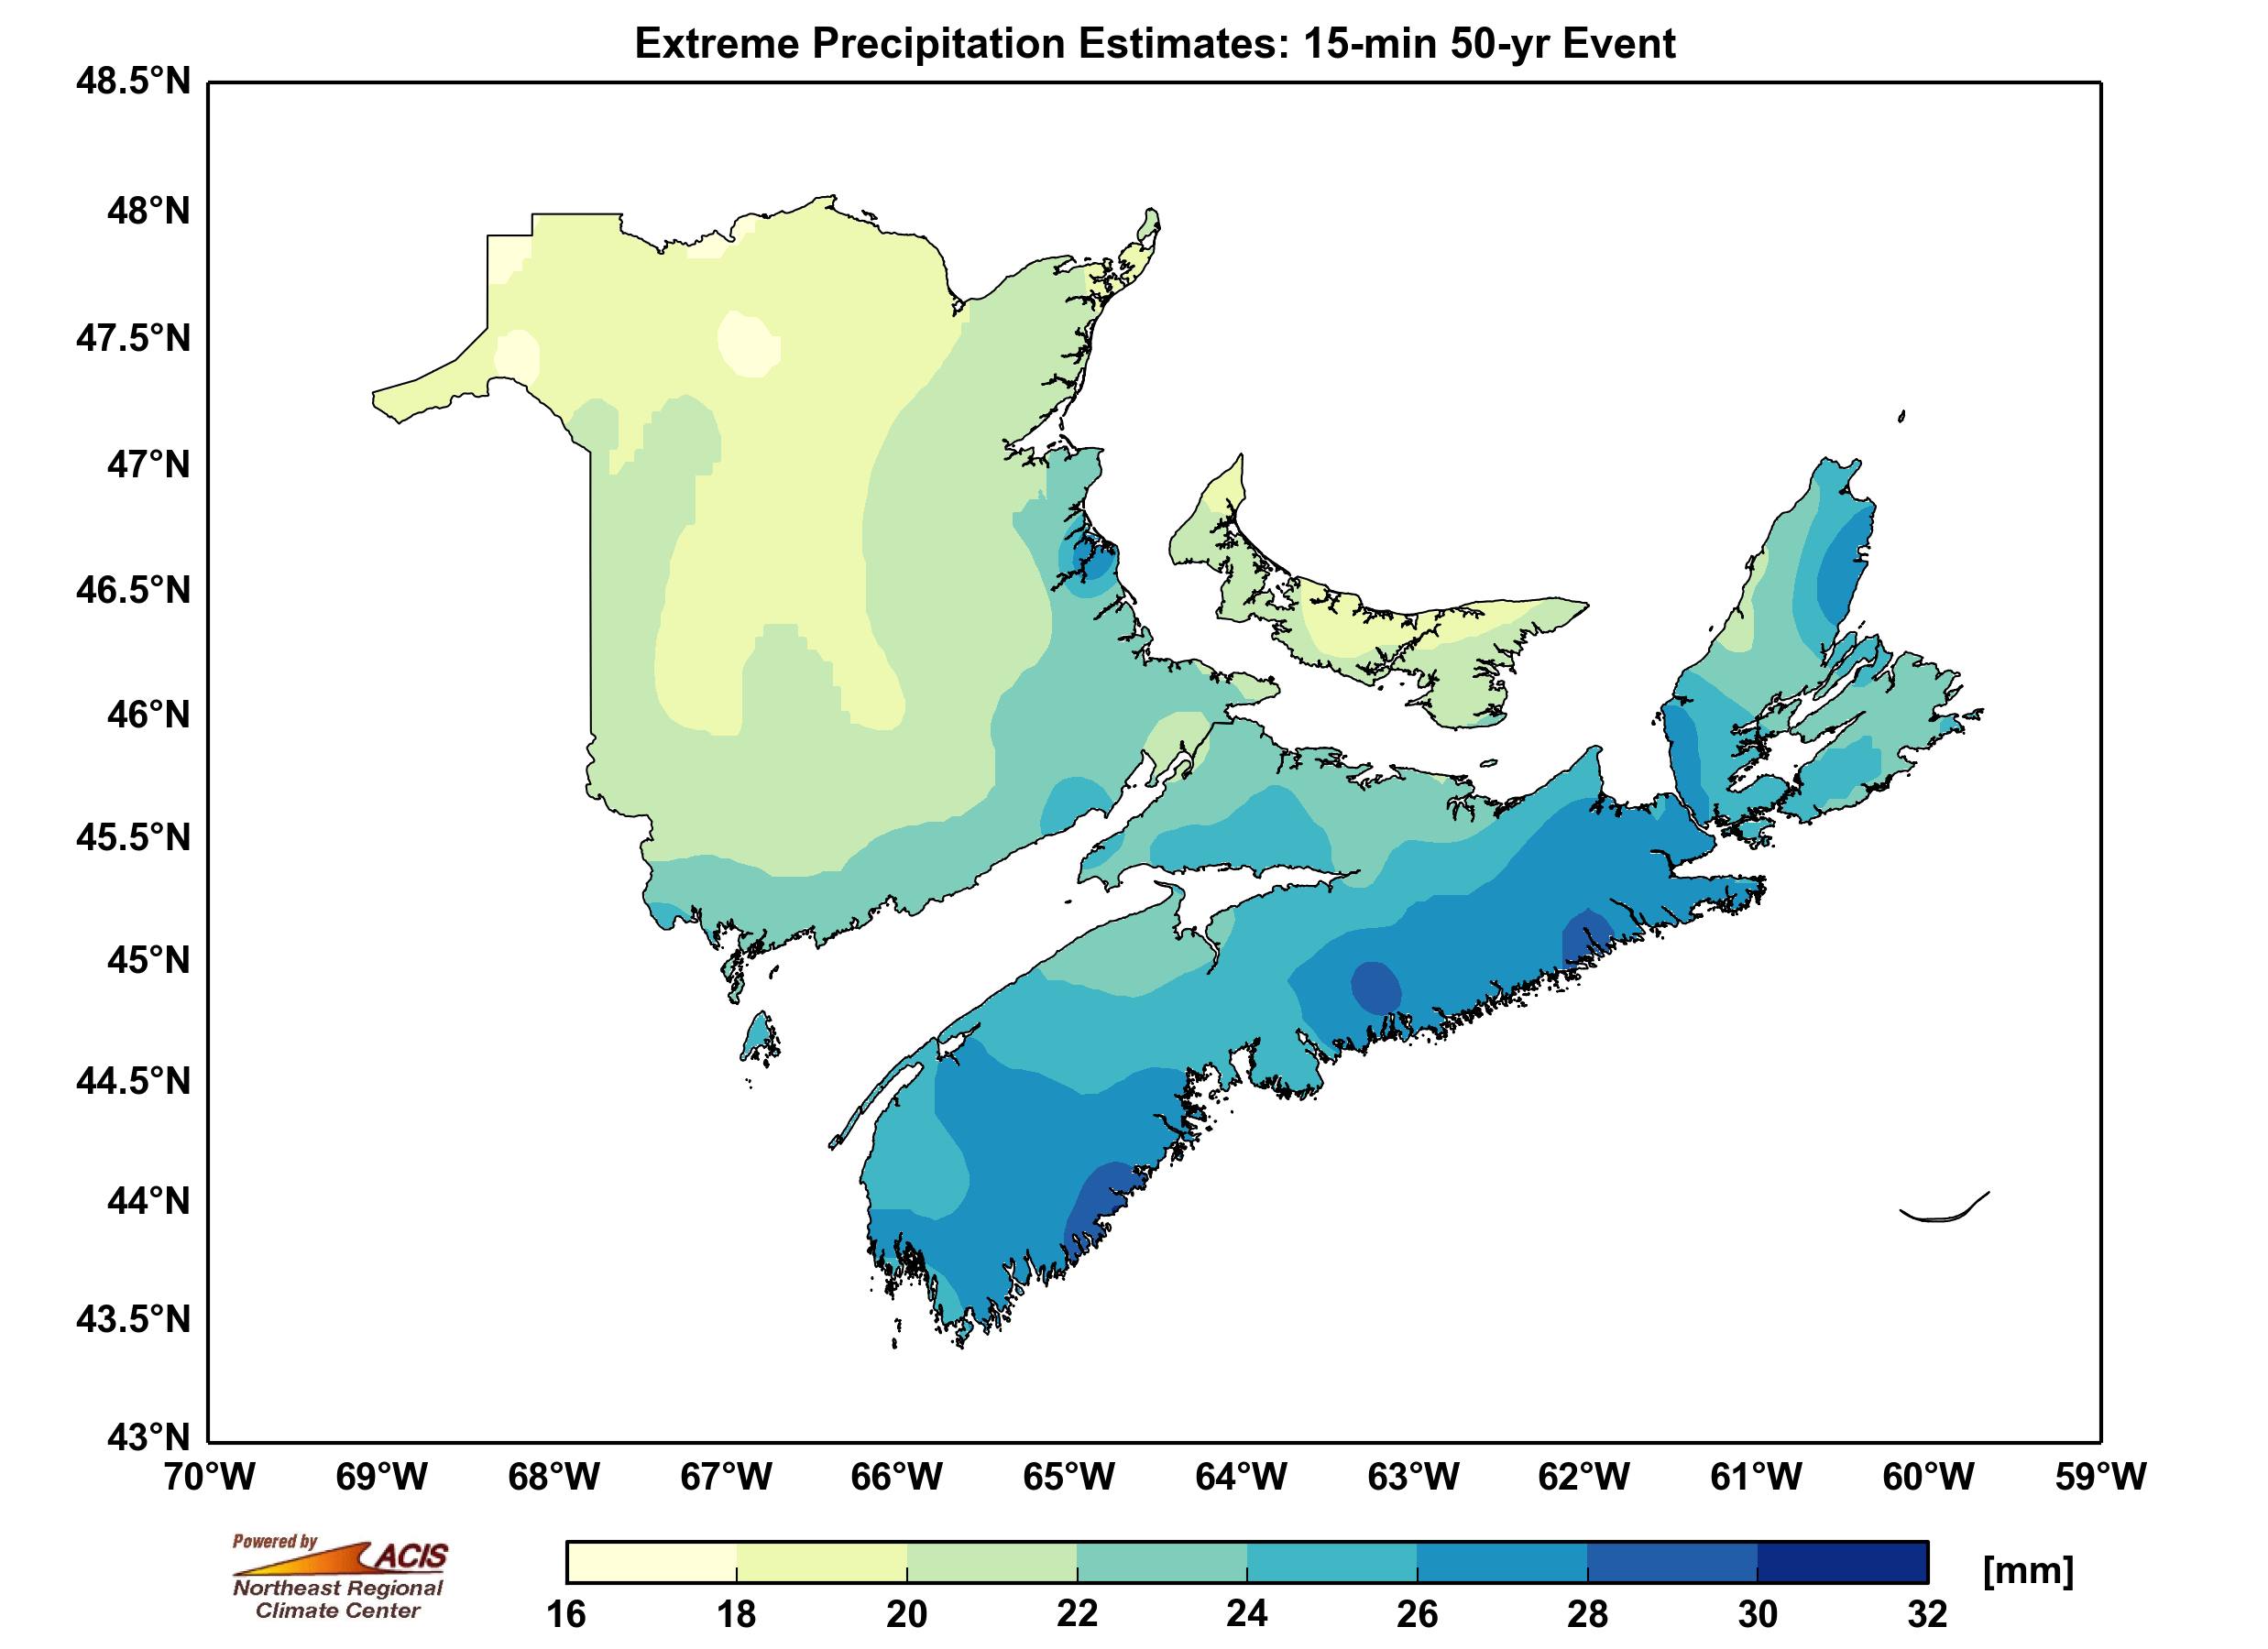 Extreme Precipitation Estimates: 15-min 50-yr Event
48.5°N
48°N
47.5°N
47°N
46.5°N
46°N
45.5°N
45°N
44.5°N
44°N
43.5°N
43°N
70°W 69°W 68°W 67°W 66°W 65°W 64°W 63°W 62°W 61°W 60°W 59°W
Powered by
ACIS
Northeast Regional
Climate Center
[mm]
16 18 20 22 24 26 28 30 32